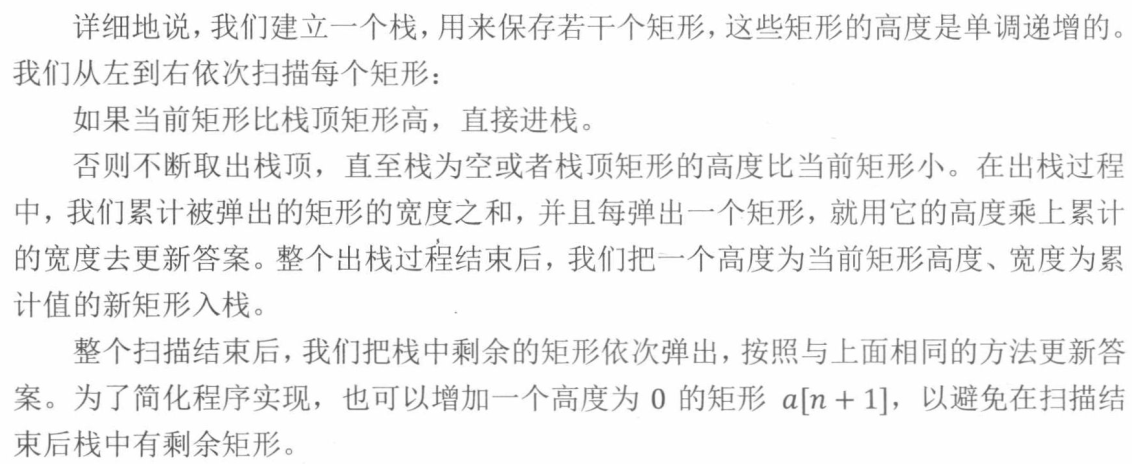 详细地说，我们建立一个栈，用来保存若干个矩形，这些矩形的高度是单调递增的。
我们从左到右依次扫描每个矩形：
如果当前矩形比栈顶矩形高，直接进栈。
否则不断取出栈顶，直至栈为空或者栈顶矩形的高度比当前矩形小。在出栈过程
中，我们累计被弹出的矩形的宽度之和，并且每弹出一个矩形，就用它的高度乘上累计
的宽度去更新答案。整个出栈过程结束后，我们把一个高度为当前矩形高度、宽度为累
计值的新矩形入栈。
整个扫描结束后，我们把栈中剩余的矩形依次弹出，按照与上面相同的方法更新答
案。为了简化程序实现，也可以增加一个高度为 0 的矩形 a[n + 1]，以避免在扫描结
束后栈中有剩余矩形。